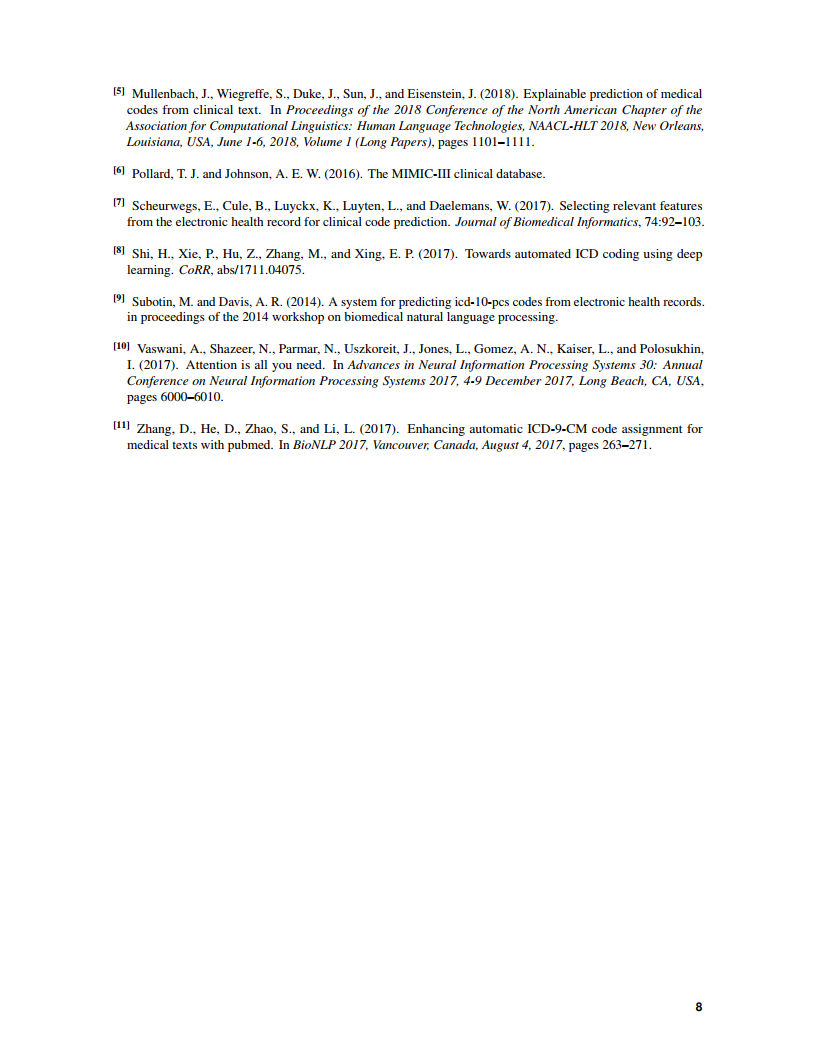 [5] Mullenbach, J., Wiegreffe, S., Duke, J., Sun, J., and Eisenstein, J. (2018). Explainable prediction of medical
codes from clinical text. In Proceedings of the 2018 Conference of the North American Chapter of the
Association for Computational Linguistics: Human Language Technologies, NAACL-HLT 2018, New Orleans,
Louisiana, USA, June 1-6, 2018, Volume 1 (Long Papers), pages 1101–1111.
[6] Pollard, T. J. and Johnson, A. E. W. (2016). The MIMIC-III clinical database.
[7] Scheurwegs, E., Cule, B., Luyckx, K., Luyten, L., and Daelemans, W. (2017). Selecting relevant features
from the electronic health record for clinical code prediction. Journal of Biomedical Informatics, 74:92–103.
[8] Shi, H., Xie, P., Hu, Z., Zhang, M., and Xing, E. P. (2017). Towards automated ICD coding using deep
learning. CoRR, abs/1711.04075.
[9] Subotin, M. and Davis, A. R. (2014). A system for predicting icd-10-pcs codes from electronic health records.
in proceedings of the 2014 workshop on biomedical natural language processing.
[10] Vaswani, A., Shazeer, N., Parmar, N., Uszkoreit, J., Jones, L., Gomez, A. N., Kaiser, L., and Polosukhin,
I. (2017). Attention is all you need. In Advances in Neural Information Processing Systems 30: Annual
Conference on Neural Information Processing Systems 2017, 4-9 December 2017, Long Beach, CA, USA,
pages 6000–6010.
[11] Zhang, D., He, D., Zhao, S., and Li, L. (2017). Enhancing automatic ICD-9-CM code assignment for
medical texts with pubmed. In BioNLP 2017, Vancouver, Canada, August 4, 2017, pages 263–271.
8